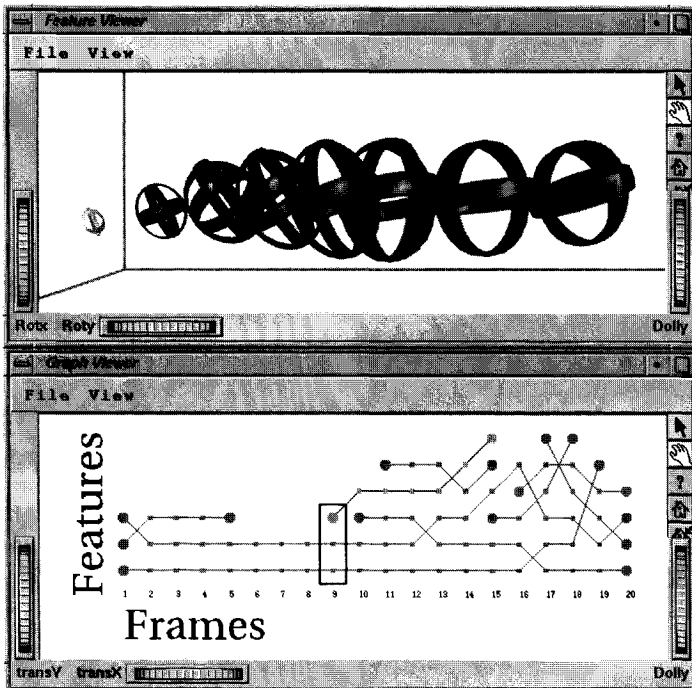 Feature Viewer
File View
?
Rotx Roty Dolly
Graph Viewer
File View
?
Features
1 2 3 4 5 6 7 8 9 10 11 12 13 14 15 16 17 18 19 20
Frames
transY transX Dolly